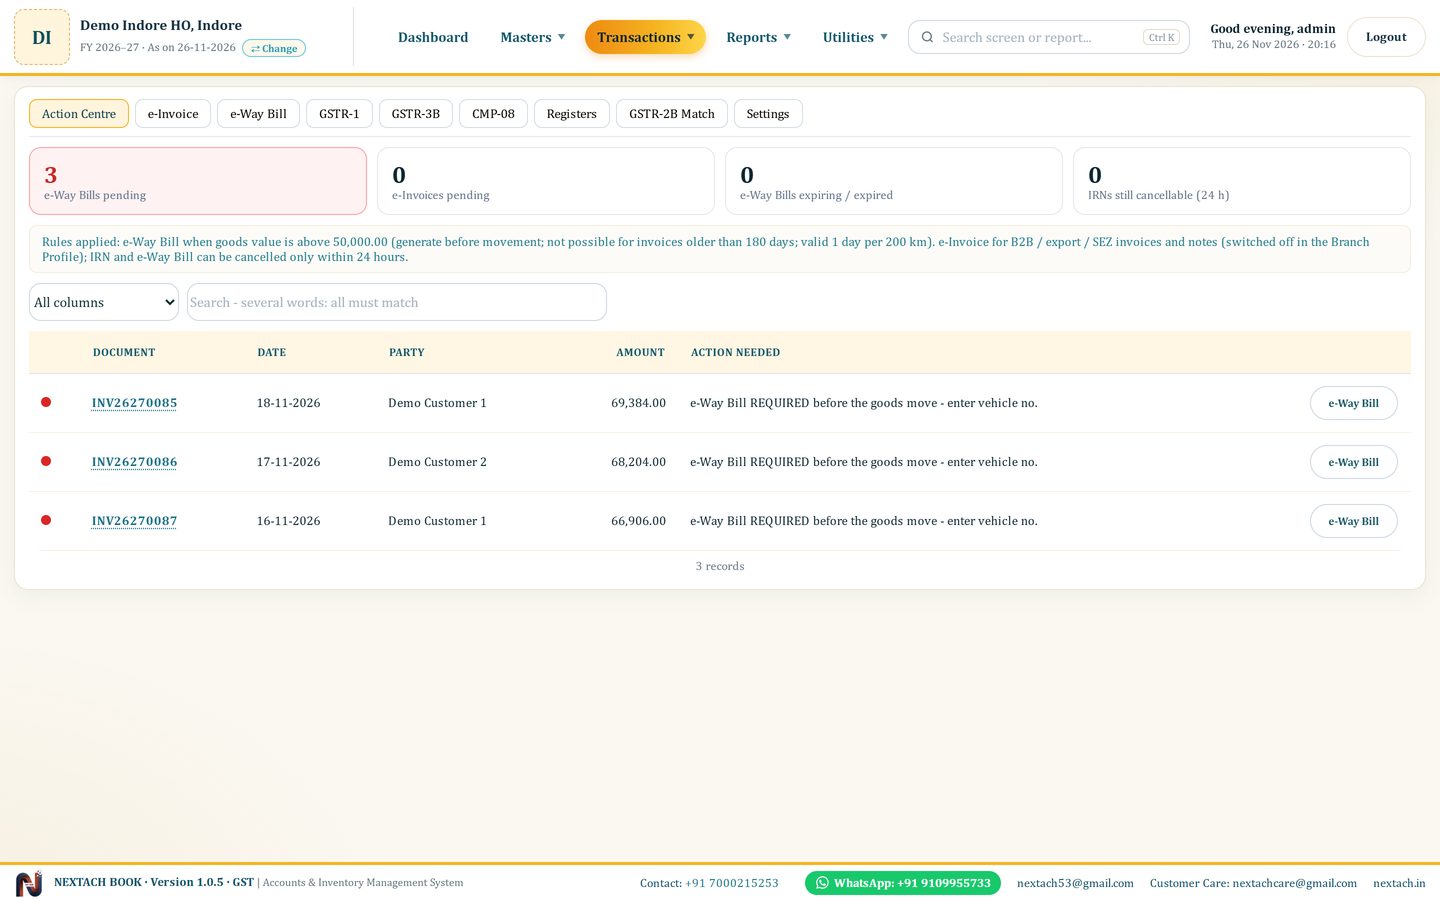 DI
Demo Indore HO, Indore
FY 2026–27 · As on 26-11-2026 ⇄ Change
Dashboard Masters ▼ Transactions ▼ Reports ▼ Utilities ▼
Search screen or report... Ctrl K
Good evening, admin
Thu, 26 Nov 2026 · 20:16
Logout
Action Centre e-Invoice e-Way Bill GSTR-1 GSTR-3B CMP-08 Registers GSTR-2B Match Settings
3
e-Way Bills pending
0
e-Invoices pending
0
e-Way Bills expiring / expired
0
IRNs still cancellable (24 h)
Rules applied: e-Way Bill when goods value is above 50,000.00 (generate before movement; not possible for invoices older than 180 days; valid 1 day per 200 km). e-Invoice for B2B / export / SEZ invoices and notes (switched off in the Branch
Profile); IRN and e-Way Bill can be cancelled only within 24 hours.
All columns Search - several words: all must match
DOCUMENT DATE PARTY AMOUNT ACTION NEEDED
INV26270085 18-11-2026 Demo Customer 1 69,384.00 e-Way Bill REQUIRED before the goods move - enter vehicle no. e-Way Bill
INV26270086 17-11-2026 Demo Customer 2 68,204.00 e-Way Bill REQUIRED before the goods move - enter vehicle no. e-Way Bill
INV26270087 16-11-2026 Demo Customer 1 66,906.00 e-Way Bill REQUIRED before the goods move - enter vehicle no. e-Way Bill
3 records
N NEXTACH BOOK · Version 1.0.5 · GST | Accounts & Inventory Management System
Contact: +91 7000215253 WhatsApp: +91 9109955733 nextach53@gmail.com Customer Care: nextachcare@gmail.com nextach.in